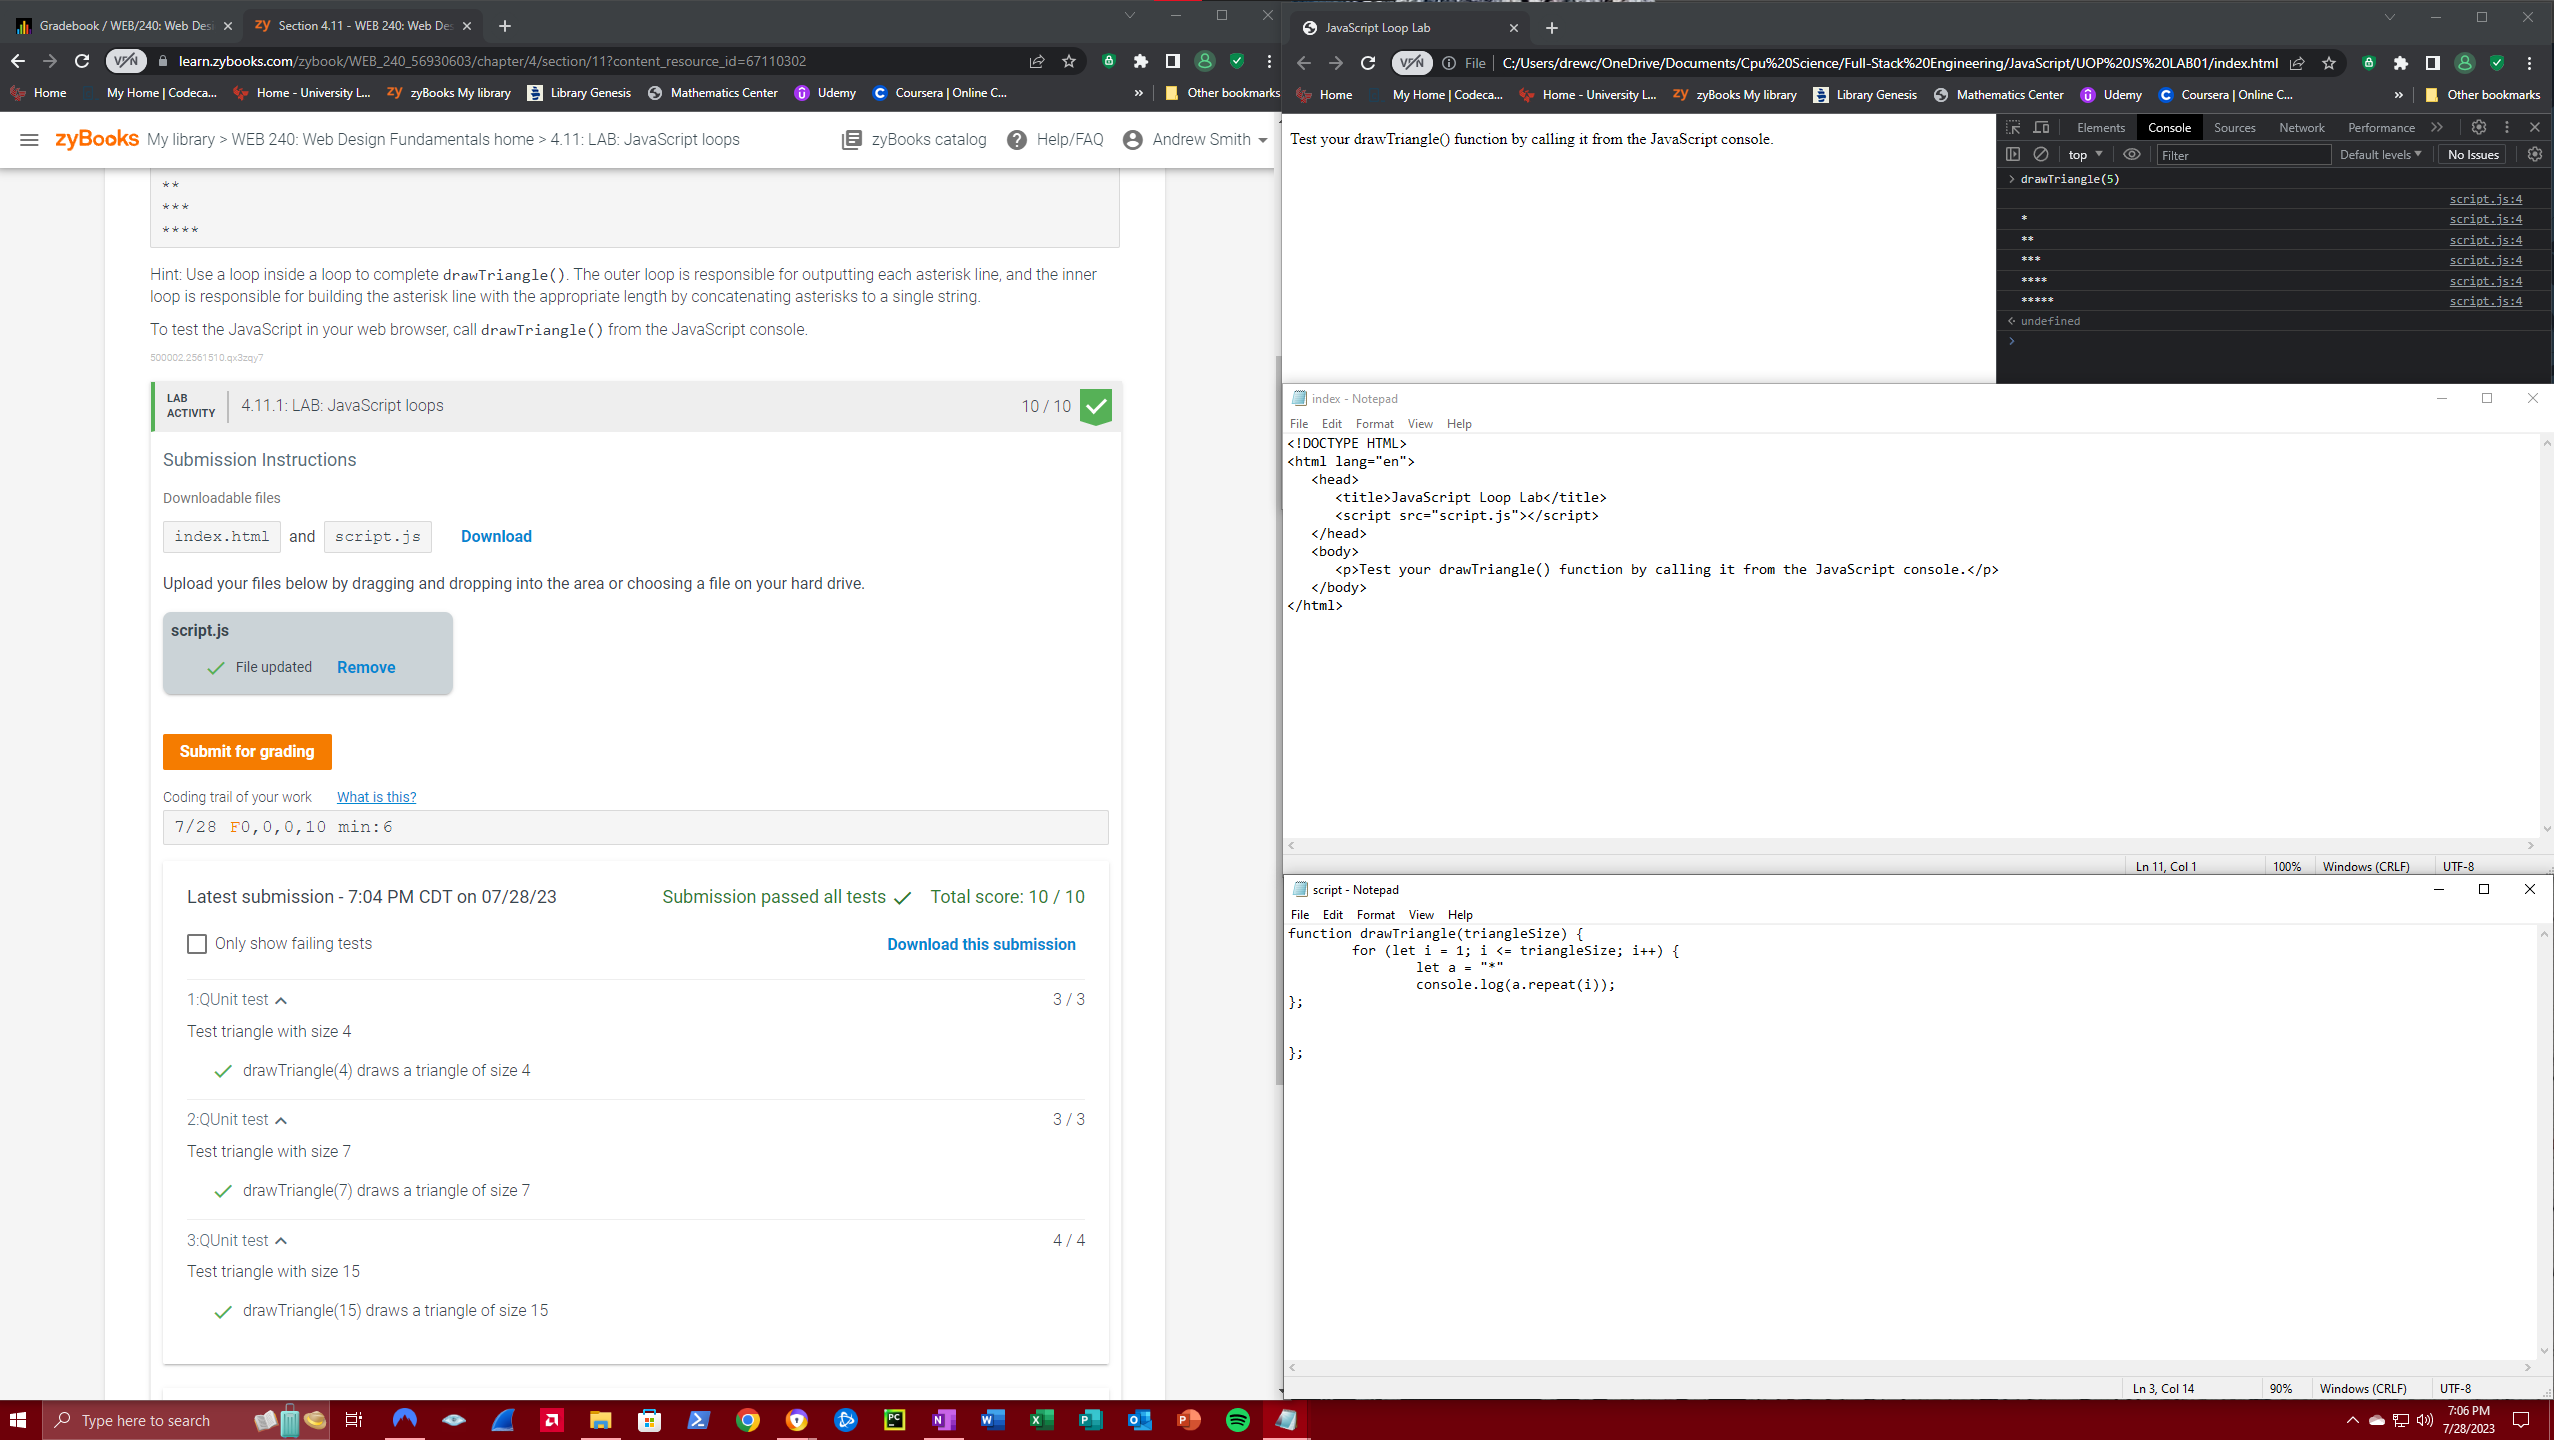 Gradebook / WEB/240: Web Desi
Section 4.11 - WEB 240: Web Des
VPN
learn.zybooks.com/zybook/WEB_240_56930603/chapter/4/section/11?content_resource_id=67110302
Home
My Home | Codeca...
Home - University L...
zyBooks My library
Library Genesis
Mathematics Center
Udemy
Coursera | Online C...
»
Other bookmarks
zyBooks
My library > WEB 240: Web Design Fundamentals home > 4.11: LAB: JavaScript loops
zyBooks catalog
Help/FAQ
Andrew Smith
**
***
****
Hint: Use a loop inside a loop to complete drawTriangle(). The outer loop is responsible for outputting each asterisk line, and the inner
loop is responsible for building the asterisk line with the appropriate length by concatenating asterisks to a single string.
To test the JavaScript in your web browser, call drawTriangle() from the JavaScript console.
500002.2561510.qx3zqy7
LAB
ACTIVITY
4.11.1: LAB: JavaScript loops
10 / 10
Submission Instructions
Downloadable files
index.html and script.js Download
Upload your files below by dragging and dropping into the area or choosing a file on your hard drive.
script.js
File updated Remove
Submit for grading
Coding trail of your work What is this?
7/28 F0,0,0,10 min:6
Latest submission - 7:04 PM CDT on 07/28/23
Submission passed all tests
Total score: 10 / 10
Only show failing tests
Download this submission
1:QUnit test 3 / 3
Test triangle with size 4
drawTriangle(4) draws a triangle of size 4
2:QUnit test 3 / 3
Test triangle with size 7
drawTriangle(7) draws a triangle of size 7
3:QUnit test 4 / 4
Test triangle with size 15
drawTriangle(15) draws a triangle of size 15
JavaScript Loop Lab
VPN
File
C:/Users/drewc/OneDrive/Documents/Cpu%20Science/Full-Stack%20Engineering/JavaScript/UOP%20JS%20LAB01/index.html
Home
My Home | Codeca...
Home - University L...
zyBooks My library
Library Genesis
Mathematics Center
Udemy
Coursera | Online C...
»
Other bookmarks
Test your drawTriangle() function by calling it from the JavaScript console.
Elements Console Sources Network Performance »
top Filter Default levels No Issues
> drawTriangle(5)
script.js:4
* script.js:4
** script.js:4
*** script.js:4
**** script.js:4
***** script.js:4
undefined
>
index - Notepad
File Edit Format View Help
<!DOCTYPE HTML>
<html lang="en">
<head>
<title>JavaScript Loop Lab</title>
<script src="script.js"></script>
</head>
<body>
<p>Test your drawTriangle() function by calling it from the JavaScript console.</p>
</body>
</html>
Ln 11, Col 1 100% Windows (CRLF) UTF-8
script - Notepad
File Edit Format View Help
function drawTriangle(triangleSize) {
for (let i = 1; i <= triangleSize; i++) {
let a = "*"
console.log(a.repeat(i));
};
};
Ln 3, Col 14 90% Windows (CRLF) UTF-8
Type here to search
7:06 PM
7/28/2023